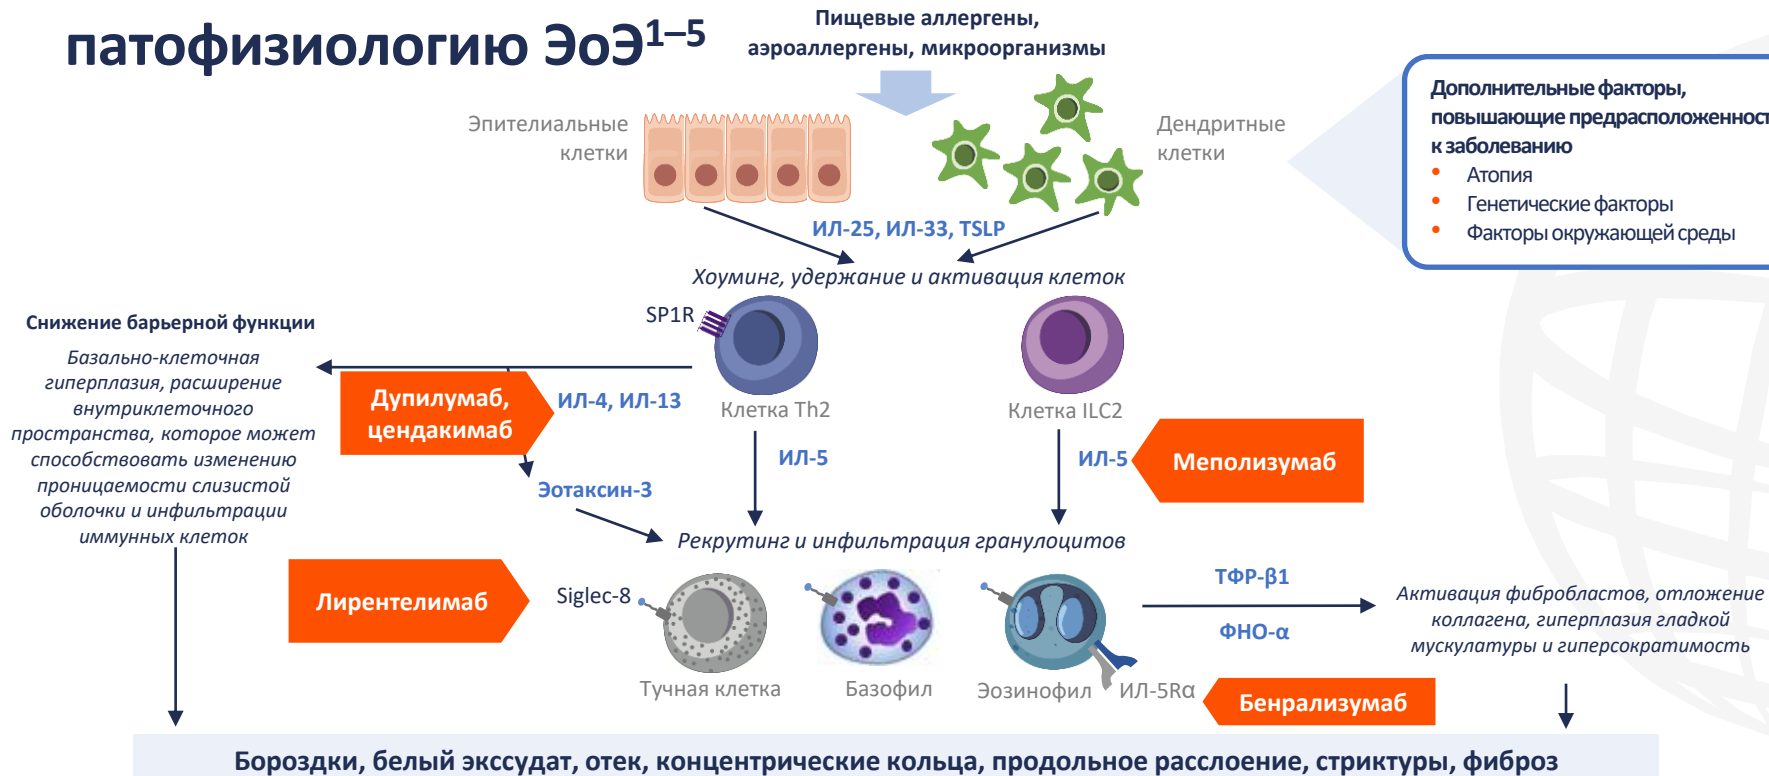 патофизиологию ЭоЭ1–5
Пищевые аллергены,
аэроаллергены, микроорганизмы
Эпителиальные
клетки
Дендритные
клетки
Дополнительные факторы,
повышающие предрасположенност
к заболеванию
• Атопия
• Генетические факторы
• Факторы окружающей среды
ИЛ-25, ИЛ-33, TSLP
Хоуминг, удержание и активация клеток
SP1R
Клетка Th2
Клетка ILC2
Снижение барьерной функции
Базально-клеточная
гиперплазия, расширение
внутриклеточного
пространства, которое может
способствовать изменению
проницаемости слизистой
оболочки и инфильтрации
иммунных клеток
Дупилумаб,
цендакимаб
ИЛ-4, ИЛ-13
ИЛ-5
ИЛ-5
Меполизумаб
Эотаксин-3
Рекрутинг и инфильтрация гранулоцитов
Лирентелимаб
Siglec-8
Тучная клетка
Базофил
Эозинофил
ИЛ-5Rα
Бенрализумаб
ТФР-β1
ФНО-α
Активация фибробластов, отложение
коллагена, гиперплазия гладкой
мускулатуры и гиперсократимость
Бороздки, белый экссудат, отек, концентрические кольца, продольное расслоение, стриктуры, фиброз